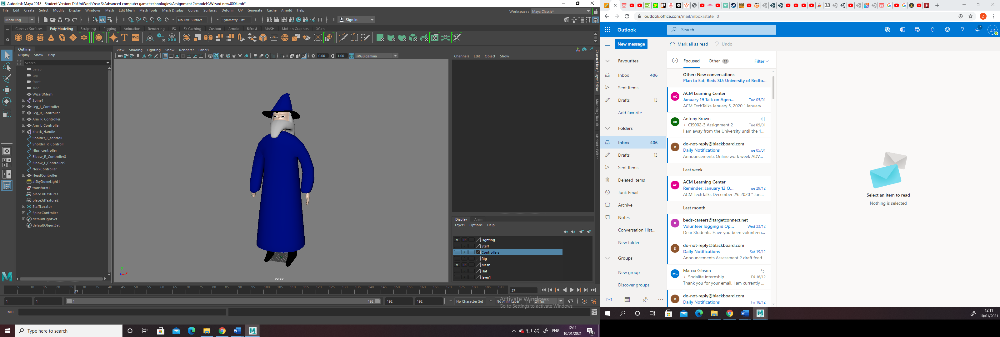 Autodesk Maya 2018 - Student Version: D:\UniWork\Year 3\Advanced computer game technologies\Assignment 2\models\Wizard new.0004.mb*
File Edit Create Select Modify Display Windows Mesh Edit Mesh Mesh Tools Mesh Display Curves Surfaces Deform UV Generate Cache Arnold Help
Workspace : Maya Classic*
Modeling No Live Surface Symmetry: Off Sign In
Curves / Surfaces Poly Modeling Sculpting Rigging Animation Rendering FX FX Caching Custom Arnold Bifrost MASH Motion Graphics XGen
Outliner
Display Show Help
Search...
persp
top
front
side
WizardMesh
Spine1
Leg_L_Controller
Leg_R_Controller
Arm_R_Controller
Arm_L_Controller
Kneck_Handle
Sholder_L_controll
Sholder_R_Controll
HIps_controller
Elbow_R_Controller8
Elbow_L_Controller9
NeckController
HeadController
aiSkyDomeLight1
transform1
place3dTexture1
place3dTexture2
StaffLocator
SpineController
defaultLightSet
defaultObjectSet
View Shading Lighting Show Renderer Panels
0.00 1.00 sRGB gamma
persp
Channels Edit Object Show
Channel Box / Layer Editor
Modeling Toolkit
Attribute Editor
Display Anim
Layers Options Help
V P Lighting
P Staff
P Controllers
P Rig
V P Mesh
P Hat
P layer1
5 10 15 20 25 30 35 40 45 50 55 60 65 70 75 80 85 90 95 100 105 110 115 120 125 130 135 140 145 150 155 160 165 170 175 180 185 190
27
27
1 1 1 192 192 192 No Character Set No Anim Layer 24 fps
Activate Windows
Go to Settings to activate Windows.
MEL
Type here to search
ENG
12:11
10/01/2021
5
outlook.office.com/mail/inbox?state=0
Z
Outlook
Search
7
ZR
New message
Mark all as read Undo
Favourites
Inbox 406
Sent Items
Drafts 13
Add favorite
Folders
Inbox 406
Drafts 13
Sent Items
Deleted Items
Junk Email
Archive
Notes
Conversation Hist...
New folder
Groups
New group
Discover groups
Focused Other 92 Filter
Other: New conversations
Plan to Eat; Beds SU; University of Bedfo...
AC
ACM Learning Center
January 19 Talk on Agen... Tue 05/01
ACM TechTalks January 5, 2020 " January ...
AB
Antony Brown
> CIS002-3 Assignment 2 Tue 05/01
I am away from the University until the 1...
D
do-not-reply@blackboard.com
Daily Notifications Tue 05/01
Announcements Online work week ADV...
Last week
AC
ACM Learning Center
Reminder: January 12 Q... Tue 29/12
ACM TechTalks December 29, 2020 " Jan...
Last month
B
beds-careers@targetconnect.net
Volunteer logging & Op... Wed 23/12
Dear Students, Have you been volunteeri...
D
do-not-reply@blackboard.com
Daily Notifications Sat 19/12
Announcements Assessment 2 draft feed...
MG
Marcia Gibson
> Sodalite internship Fri 18/12
Thank you for your email. I am currently ...
D
do-not-reply@blackboard.com
Daily Notifications Fri 18/12
Select an item to read
Nothing is selected
12:11
10/01/2021